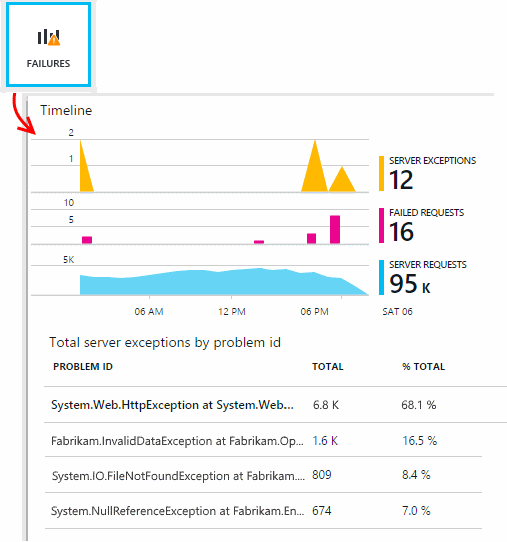 FAILURES
Timeline
2
1
SERVER EXCEPTIONS
12
10
5
FAILED REQUESTS
16
5K
SERVER REQUESTS
95 K
06 AM 12 PM 06 PM SAT 06
Total server exceptions by problem id
PROBLEM ID TOTAL % TOTAL
System.Web.HttpException at System.Web... 6.8 K 68.1 %
Fabrikam.InvalidDataException at Fabrikam.Op... 1.6 K 16.5 %
System.IO.FileNotFoundException at Fabrikam.... 809 8.4 %
System.NullReferenceException at Fabrikam.En... 674 7.0 %